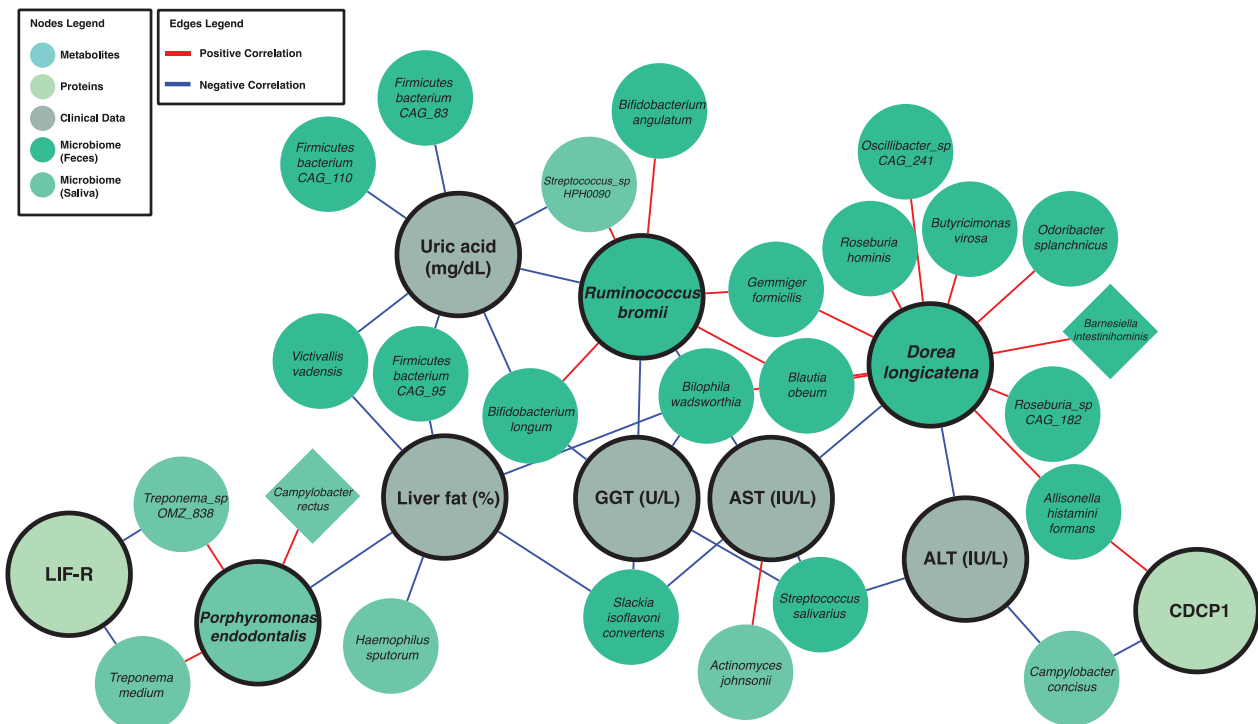 Nodes Legend
Metabolites
Proteins
Clinical Data
Microbiome
(Feces)
Microbiome
(Saliva)
Edges Legend
Positive Correlation
Negative Correlation
Firmicutes
bacterium
CAG_83
Firmicutes
bacterium
CAG_110
Bifidobacterium
angulatum
Streptococcus_sp
HPH0090
Oscillibacter_sp
CAG_241
Butyricimonas
virosa
Odoribacter
splanchnicus
Roseburia
hominis
Uric acid
(mg/dL)
Ruminococcus
bromii
Gemmiger
formicilis
Barnesiella
intestinihominis
Dorea
longicatena
Victivallis
vadensis
Firmicutes
bacterium
CAG_95
Bifidobacterium
longum
Bilophila
wadsworthia
Blautia
obeum
Roseburia_sp
CAG_182
Treponema_sp
OMZ_838
Campylobacter
rectus
Liver fat (%)
GGT (U/L)
AST (IU/L)
Allisonella
histamini
formans
LIF-R
Porphyromonas
endodontalis
ALT (IU/L)
CDCP1
Slackia
isoflavoni
convertens
Streptococcus
salivarius
Haemophilus
sputorum
Treponema
medium
Actinomyces
johnsonii
Campylobacter
concisus